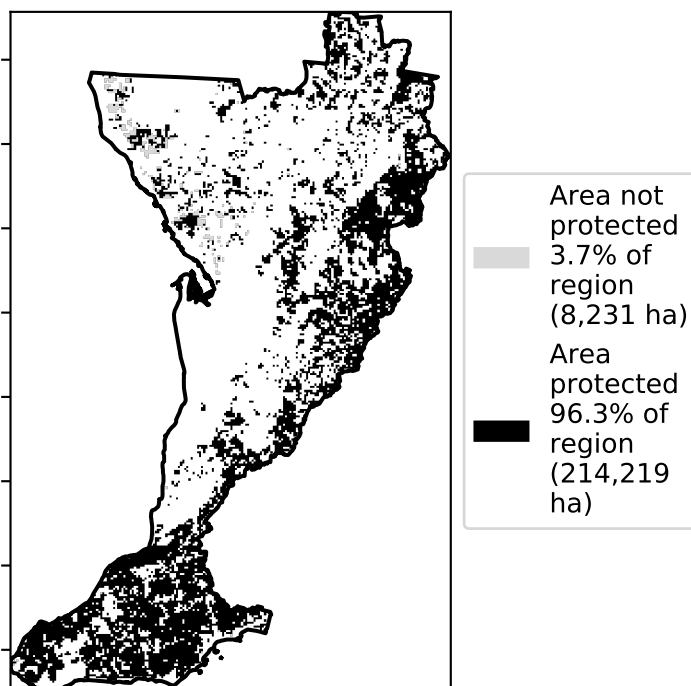 Area not
protected
3.7% of
region
(8,231 ha)
Area
protected
96.3% of
region
(214,219
ha)